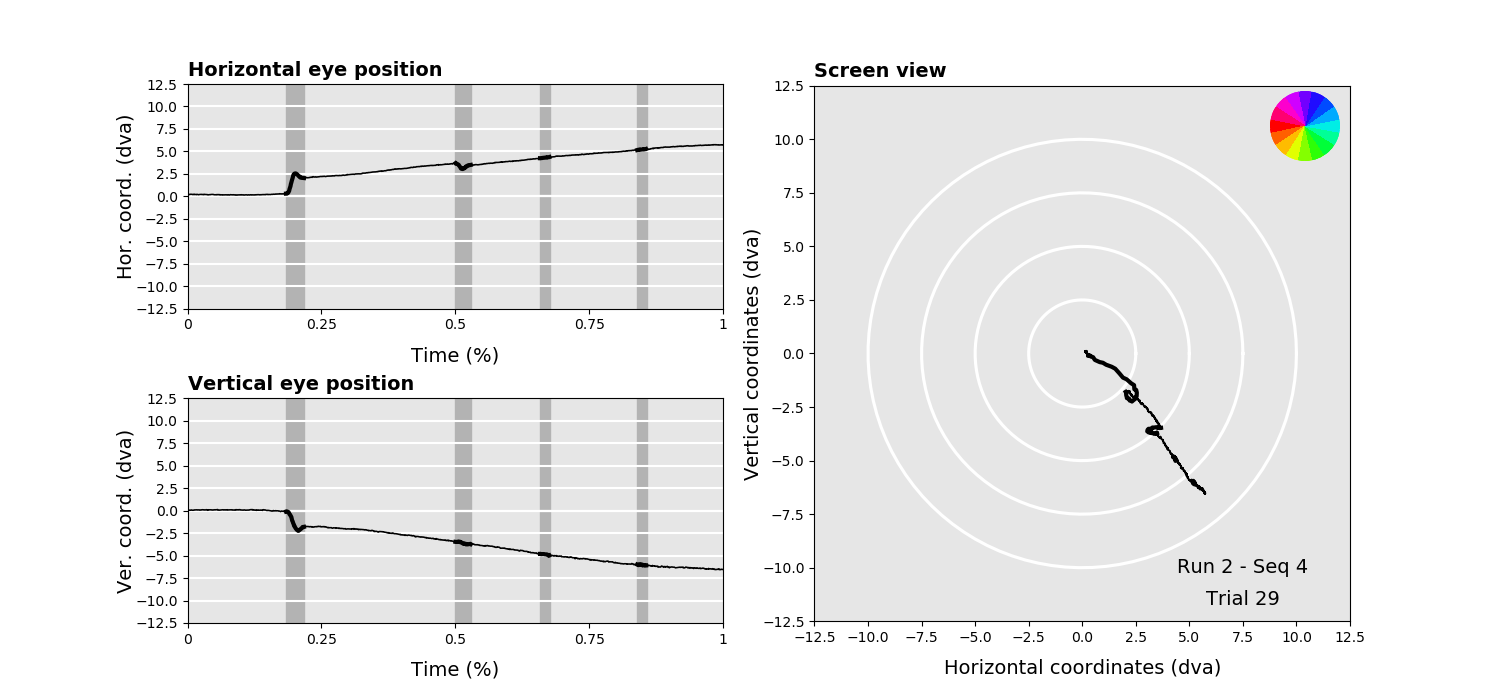 Horizontal eye position
Hor. coord. (dva)
12.5
10.0
7.5
5.0
2.5
0.0
−2.5
−5.0
−7.5
−10.0
−12.5
0 0.25 0.5 0.75 1
Time (%)
Vertical eye position
Ver. coord. (dva)
12.5
10.0
7.5
5.0
2.5
0.0
−2.5
−5.0
−7.5
−10.0
−12.5
0 0.25 0.5 0.75 1
Time (%)
Screen view
Vertical coordinates (dva)
12.5
10.0
7.5
5.0
2.5
0.0
−2.5
−5.0
−7.5
−10.0
−12.5
Run 2 - Seq 4
Trial 29
−12.5 −10.0 −7.5 −5.0 −2.5 0.0 2.5 5.0 7.5 10.0 12.5
Horizontal coordinates (dva)